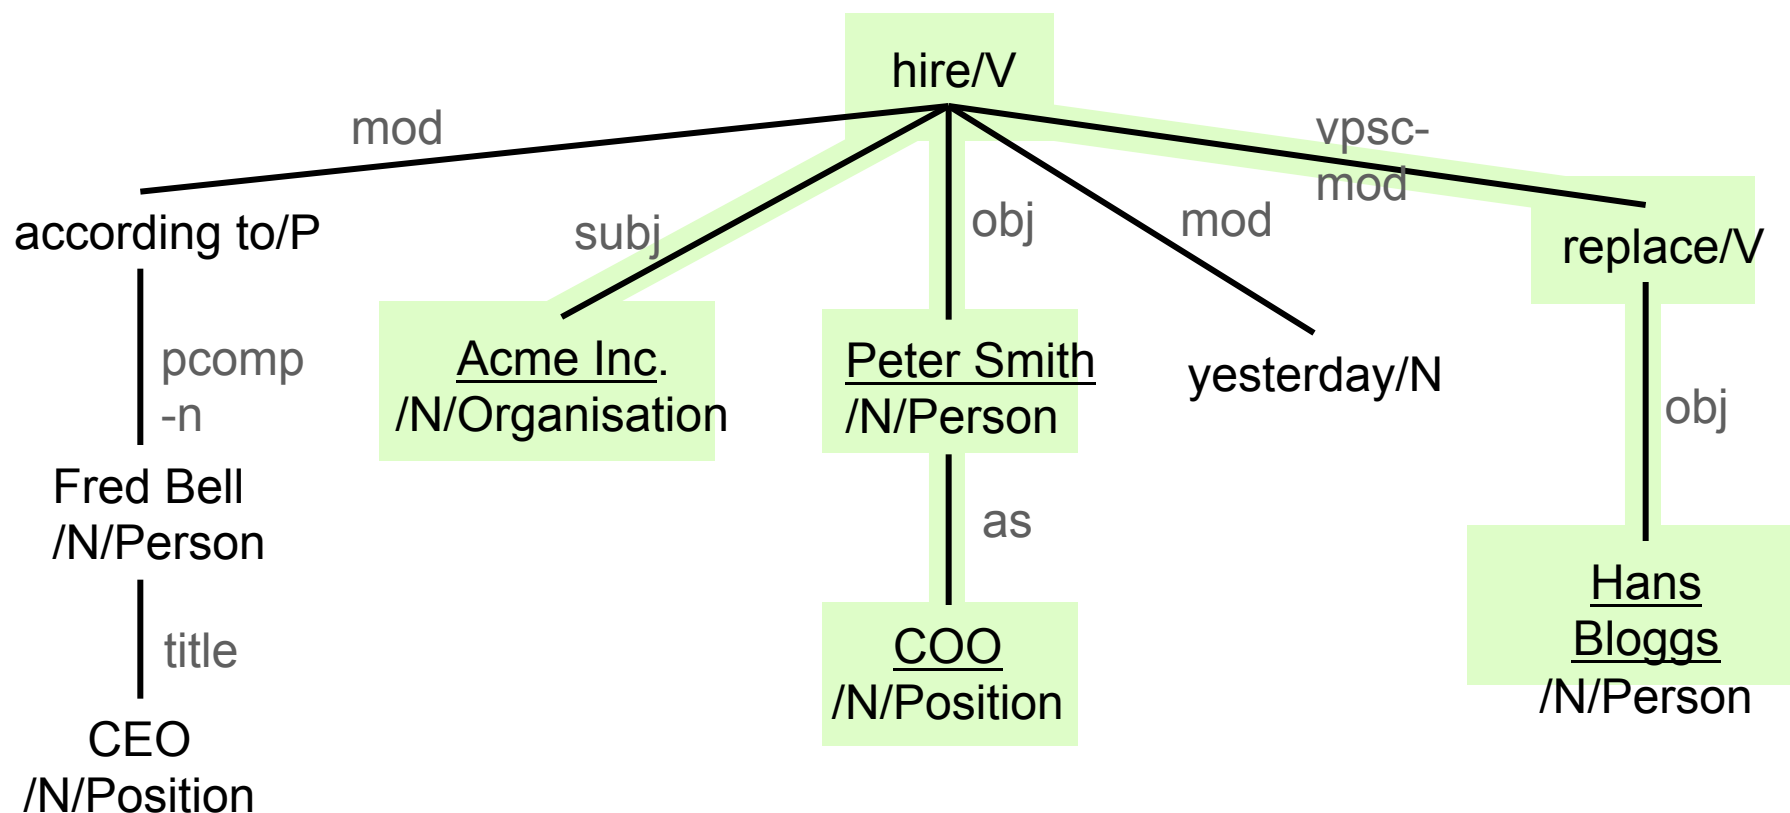 hire/V
mod
vpsc-
mod
according to/P
subj
obj
mod
replace/V
pcomp
-n
Acme Inc.
/N/Organisation
Peter Smith
/N/Person
yesterday/N
obj
Fred Bell
/N/Person
as
title
COO
/N/Position
Hans
Bloggs
/N/Person
CEO
/N/Position